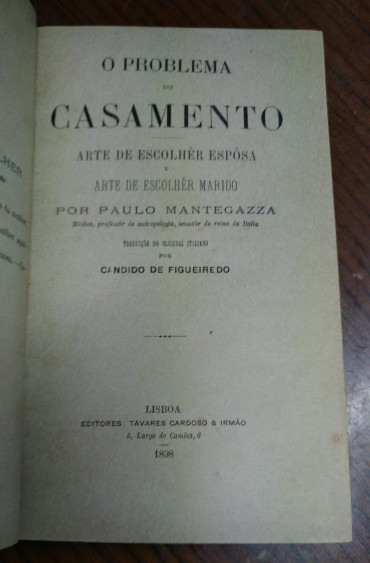 O PROBLEMA
DO
CASAMENTO
ARTE DE ESCOLHÊR ESPÔSA
E
ARTE DE ESCOLHÊR MARIDO
POR PAULO MANTEGAZZA
Médico, professor de antropologia, senador do reino da Italia
TRADUCÇÃO DO ORIGINAL ITALIANO
POR
CANDIDO DE FIGUEIREDO
LISBOA
EDITORES: TAVARES CARDOSO & IRMÃO
5, Largo de Camões, 6
1898